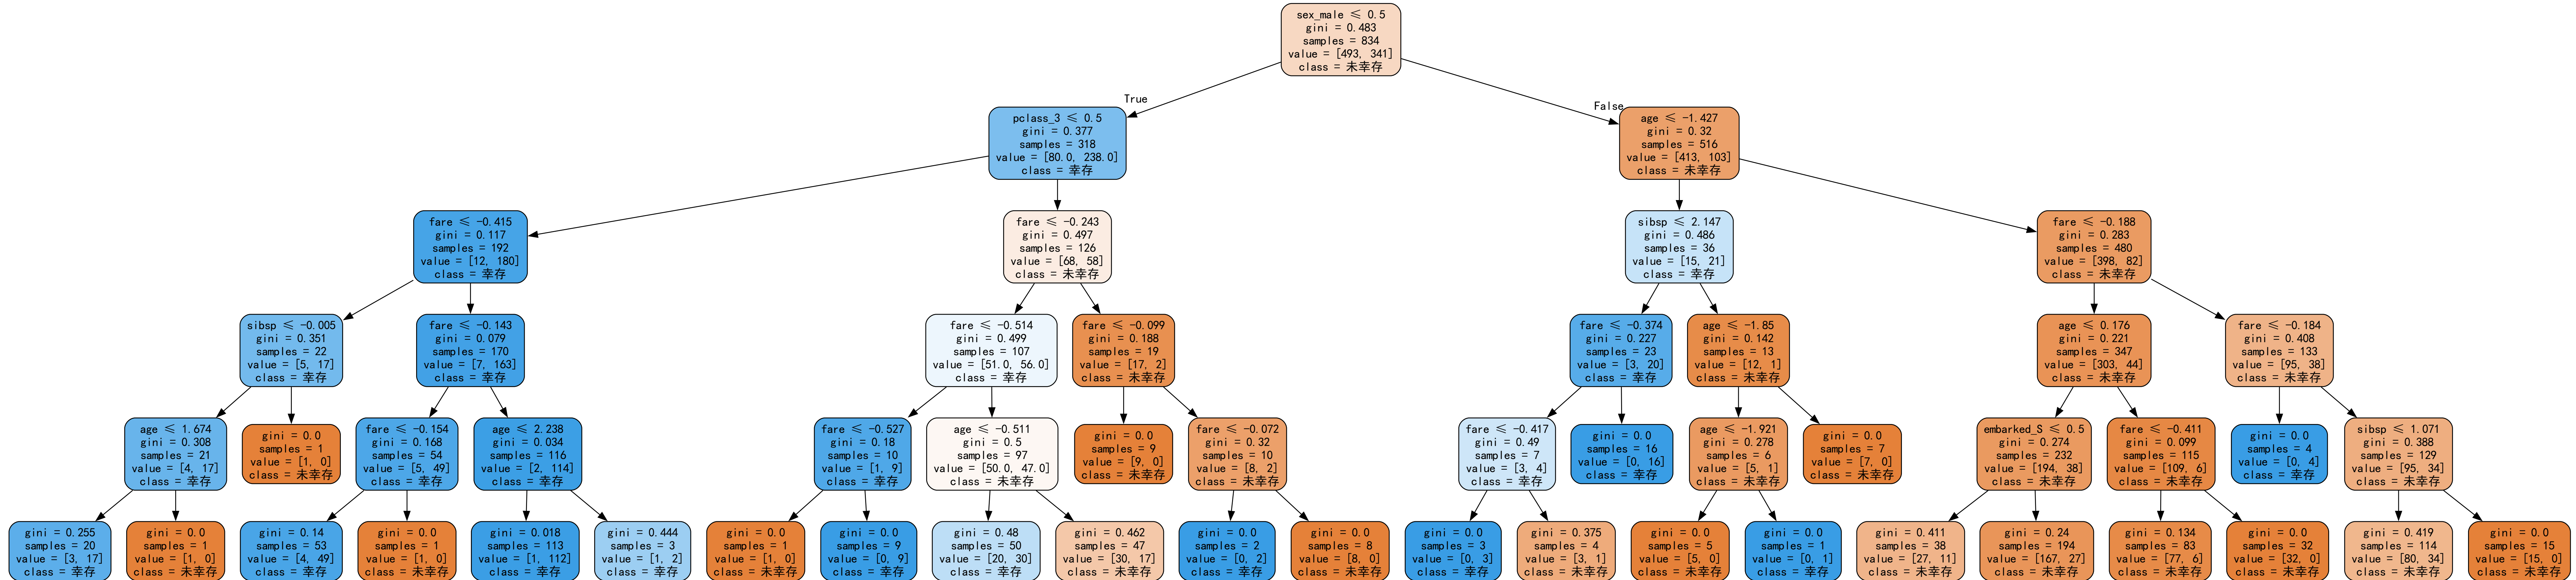 sex_male ≤ 0.5
gini = 0.483
samples = 834
value = [493, 341]
class = 未幸存
True
False
pclass_3 ≤ 0.5
gini = 0.377
samples = 318
value = [80.0, 238.0]
class = 幸存
age ≤ -1.427
gini = 0.32
samples = 516
value = [413, 103]
class = 未幸存
fare ≤ -0.415
gini = 0.117
samples = 192
value = [12, 180]
class = 幸存
fare ≤ -0.243
gini = 0.497
samples = 126
value = [68, 58]
class = 未幸存
sibsp ≤ 2.147
gini = 0.486
samples = 36
value = [15, 21]
class = 幸存
fare ≤ -0.188
gini = 0.283
samples = 480
value = [398, 82]
class = 未幸存
sibsp ≤ -0.005
gini = 0.351
samples = 22
value = [5, 17]
class = 幸存
fare ≤ -0.143
gini = 0.079
samples = 170
value = [7, 163]
class = 幸存
fare ≤ -0.514
gini = 0.499
samples = 107
value = [51.0, 56.0]
class = 幸存
fare ≤ -0.099
gini = 0.188
samples = 19
value = [17, 2]
class = 未幸存
fare ≤ -0.374
gini = 0.227
samples = 23
value = [3, 20]
class = 幸存
age ≤ -1.85
gini = 0.142
samples = 13
value = [12, 1]
class = 未幸存
age ≤ 0.176
gini = 0.221
samples = 347
value = [303, 44]
class = 未幸存
fare ≤ -0.184
gini = 0.408
samples = 133
value = [95, 38]
class = 未幸存
age ≤ 1.674
gini = 0.308
samples = 21
value = [4, 17]
class = 幸存
gini = 0.0
samples = 1
value = [1, 0]
class = 未幸存
fare ≤ -0.154
gini = 0.168
samples = 54
value = [5, 49]
class = 幸存
age ≤ 2.238
gini = 0.034
samples = 116
value = [2, 114]
class = 幸存
fare ≤ -0.527
gini = 0.18
samples = 10
value = [1, 9]
class = 幸存
age ≤ -0.511
gini = 0.5
samples = 97
value = [50.0, 47.0]
class = 未幸存
gini = 0.0
samples = 9
value = [9, 0]
class = 未幸存
fare ≤ -0.072
gini = 0.32
samples = 10
value = [8, 2]
class = 未幸存
fare ≤ -0.417
gini = 0.49
samples = 7
value = [3, 4]
class = 幸存
gini = 0.0
samples = 16
value = [0, 16]
class = 幸存
age ≤ -1.921
gini = 0.278
samples = 6
value = [5, 1]
class = 未幸存
gini = 0.0
samples = 7
value = [7, 0]
class = 未幸存
embarked_S ≤ 0.5
gini = 0.274
samples = 232
value = [194, 38]
class = 未幸存
fare ≤ -0.411
gini = 0.099
samples = 115
value = [109, 6]
class = 未幸存
gini = 0.0
samples = 4
value = [0, 4]
class = 幸存
sibsp ≤ 1.071
gini = 0.388
samples = 129
value = [95, 34]
class = 未幸存
gini = 0.255
samples = 20
value = [3, 17]
class = 幸存
gini = 0.0
samples = 1
value = [1, 0]
class = 未幸存
gini = 0.14
samples = 53
value = [4, 49]
class = 幸存
gini = 0.0
samples = 1
value = [1, 0]
class = 未幸存
gini = 0.018
samples = 113
value = [1, 112]
class = 幸存
gini = 0.444
samples = 3
value = [1, 2]
class = 幸存
gini = 0.0
samples = 1
value = [1, 0]
class = 未幸存
gini = 0.0
samples = 9
value = [0, 9]
class = 幸存
gini = 0.48
samples = 50
value = [20, 30]
class = 幸存
gini = 0.462
samples = 47
value = [30, 17]
class = 未幸存
gini = 0.0
samples = 2
value = [0, 2]
class = 幸存
gini = 0.0
samples = 8
value = [8, 0]
class = 未幸存
gini = 0.0
samples = 3
value = [0, 3]
class = 幸存
gini = 0.375
samples = 4
value = [3, 1]
class = 未幸存
gini = 0.0
samples = 5
value = [5, 0]
class = 未幸存
gini = 0.0
samples = 1
value = [0, 1]
class = 幸存
gini = 0.411
samples = 38
value = [27, 11]
class = 未幸存
gini = 0.24
samples = 194
value = [167, 27]
class = 未幸存
gini = 0.134
samples = 83
value = [77, 6]
class = 未幸存
gini = 0.0
samples = 32
value = [32, 0]
class = 未幸存
gini = 0.419
samples = 114
value = [80, 34]
class = 未幸存
gini = 0.0
samples = 15
value = [15, 0]
class = 未幸存